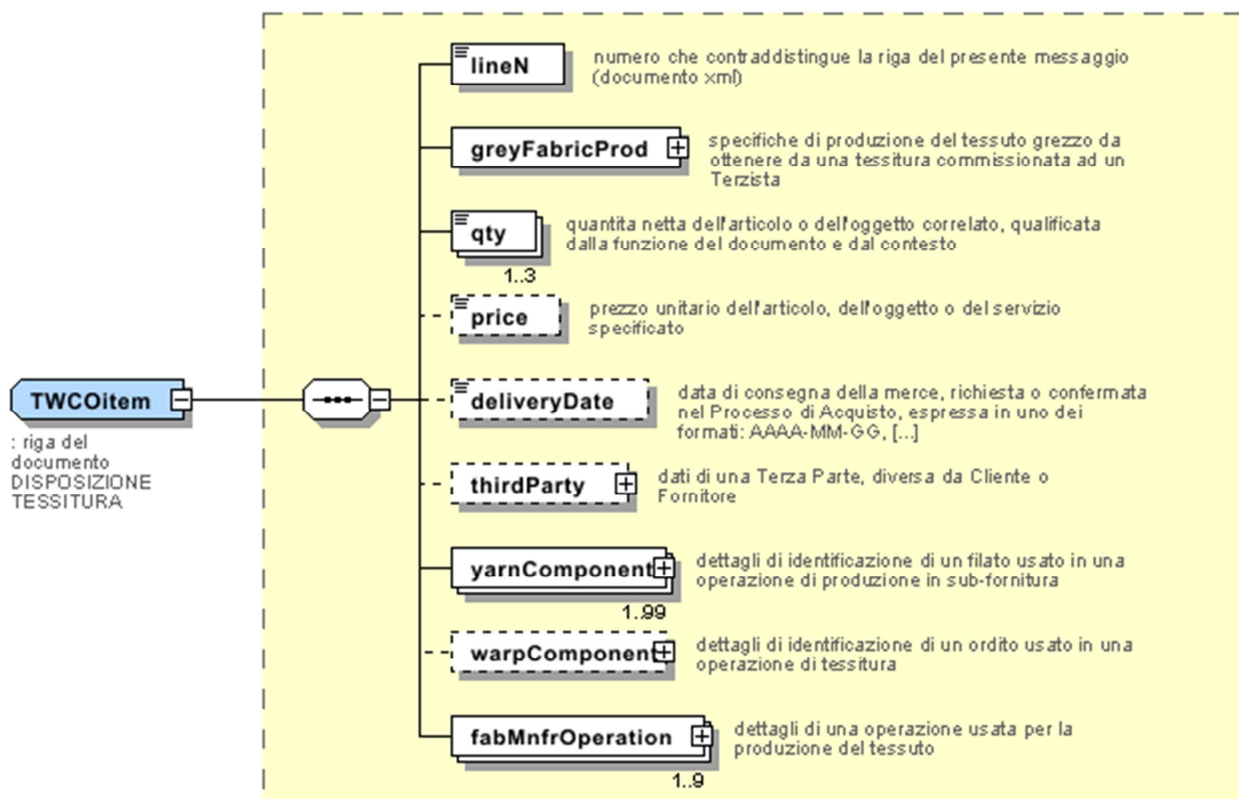 lineN
numero che contraddistingue la riga del presente messaggio
(documento xml)
greyFabricProd
specifiche di produzione del tessuto grezzo da
ottenere da una tessitura commissionata ad un
Terzista
qty
quantita netta dell'articolo o dell'oggetto correlato, qualificata
dalla funzione del documento e dal contesto
1..3
price
prezzo unitario dell'articolo, dell'oggetto o del servizio
specificato
TWCOitem
: riga del
documento
DISPOSIZIONE
TESSITURA
deliveryDate
data di consegna della merce, richiesta o confermata
nel Processo di Acquisto, espressa in uno dei
formati: AAAA-MM-GG, [...]
thirdParty
dati di una Terza Parte, diversa da Cliente o
Fornitore
yarnComponent
dettagli di identificazione di un filato usato in una
operazione di produzione in sub-fornitura
1..99
warpComponent
dettagli di identificazione di un ordito usato in una
operazione di tessitura
fabMnfrOperation
dettagli di una operazione usata per la
produzione del tessuto
1..9